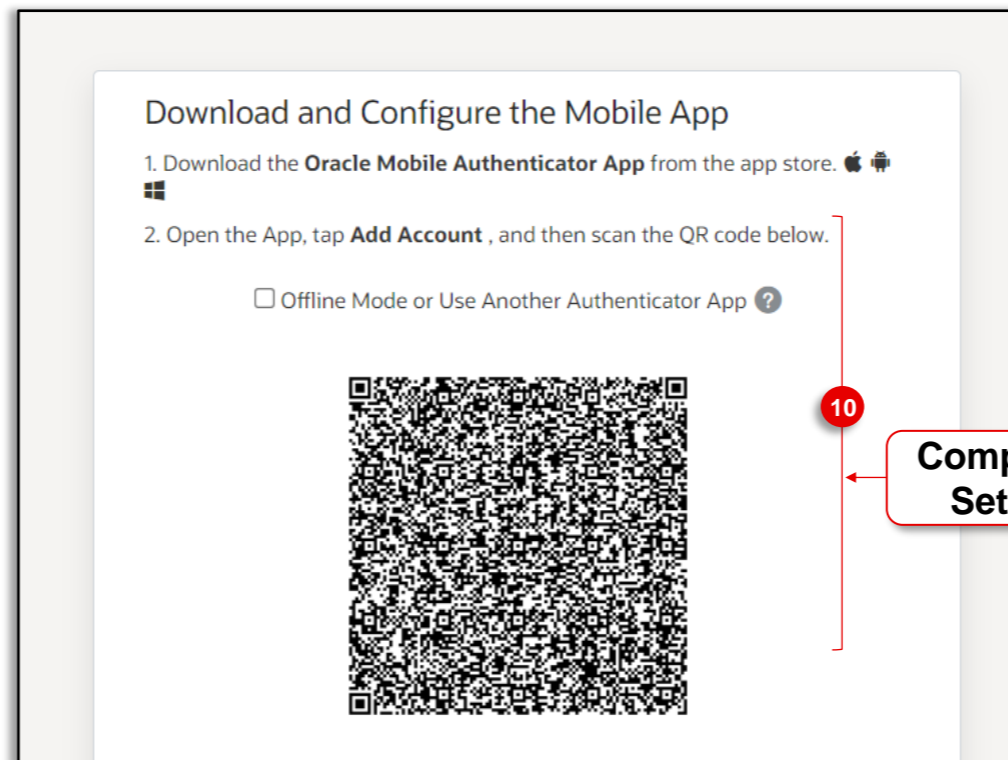 Download and Configure the Mobile App
1. Download the Oracle Mobile Authenticator App from the app store.
2. Open the App, tap Add Account , and then scan the QR code below.
Offline Mode or Use Another Authenticator App ?
10